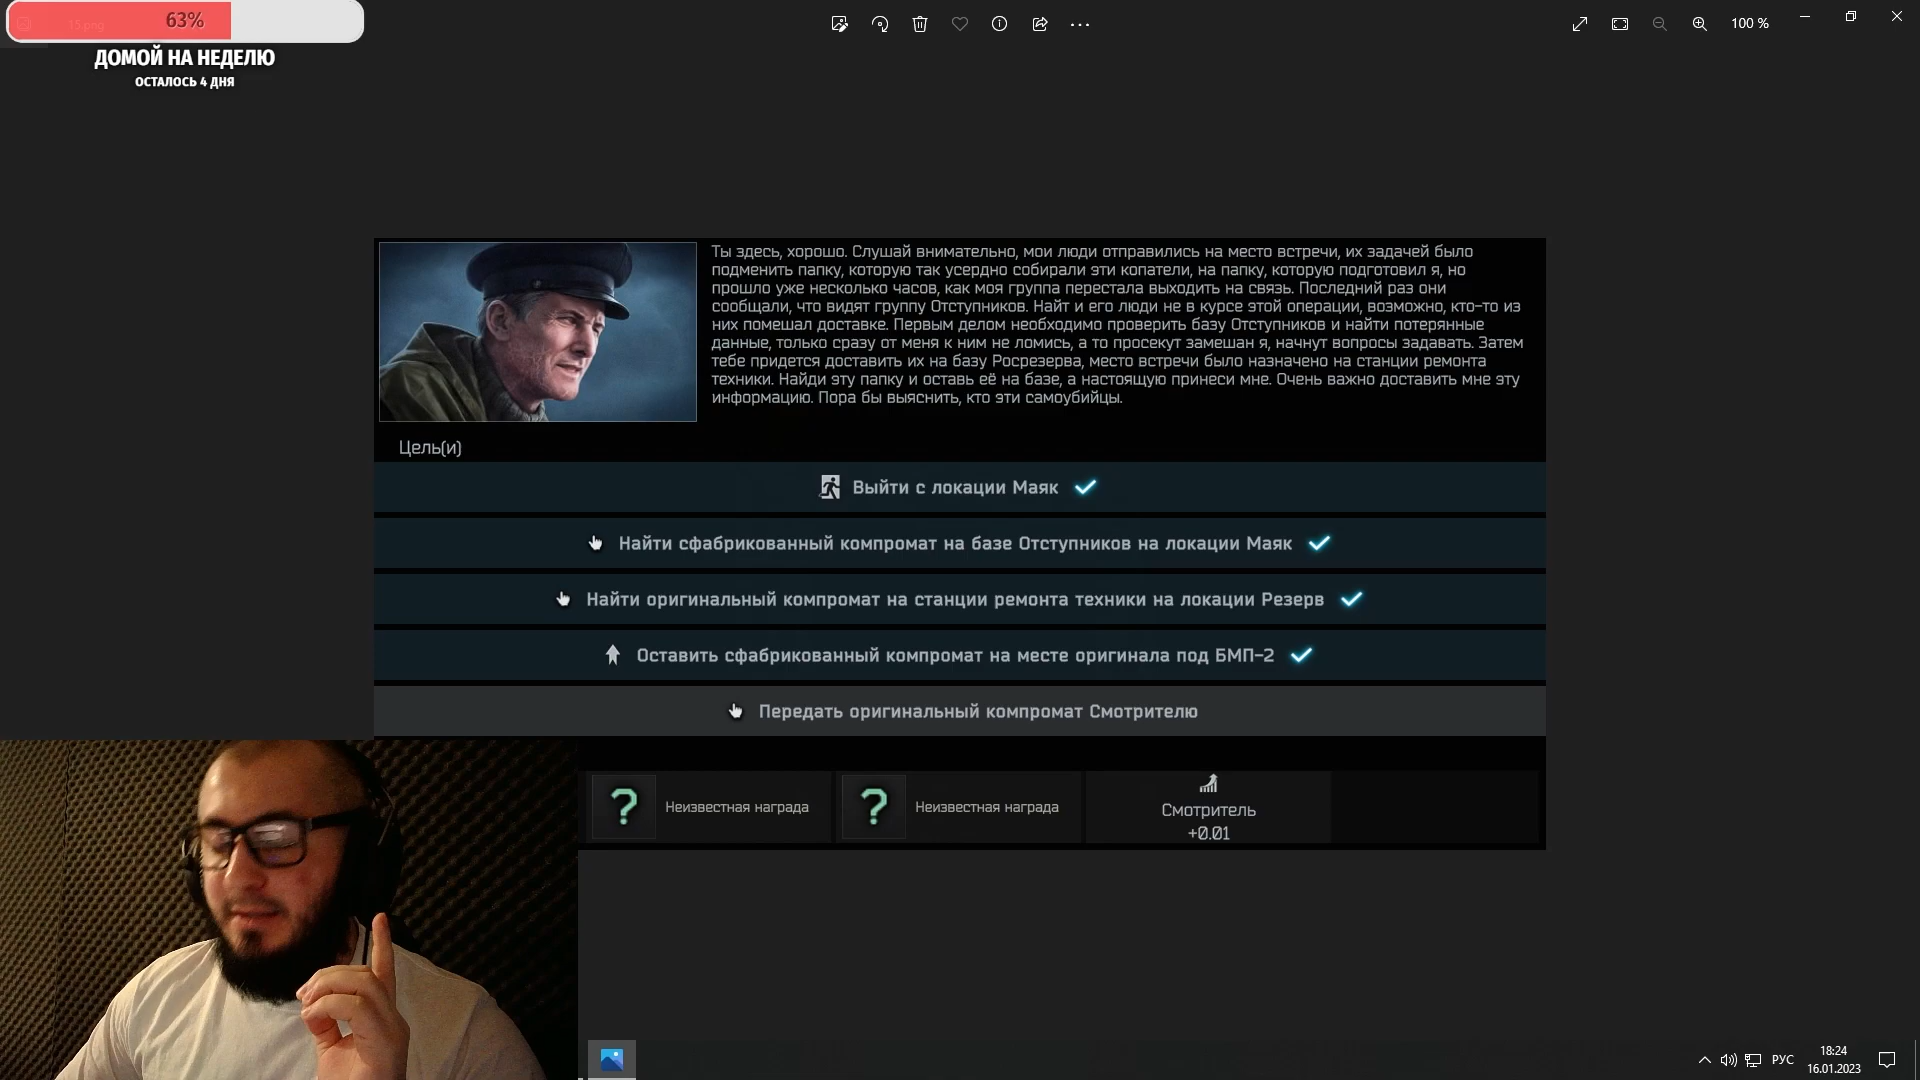 15.png
63%
ДОМОЙ НА НЕДЕЛЮ
ОСТАЛОСЬ 4 ДНЯ
100 %
Ты здесь, хорошо. Слушай внимательно, мои люди отправились на место встречи, их задачей было
подменить папку, которую так усердно собирали эти копатели, на папку, которую подготовил я, но
прошло уже несколько часов, как моя группа перестала выходить на связь. Последний раз они
сообщали, что видят группу Отступников. Найт и его люди не в курсе этой операции, возможно, кто-то из
них помешал доставке. Первым делом необходимо проверить базу Отступников и найти потерянные
данные, только сразу от меня к ним не ломись, а то просекут замешан я, начнут вопросы задавать. Затем
тебе придется доставить их на базу Росрезерва, место встречи было назначено на станции ремонта
техники. Найди эту папку и оставь её на базе, а настоящую принеси мне. Очень важно доставить мне эту
информацию. Пора бы выяснить, кто эти самоубийцы.
Цель(и)
Выйти с локации Маяк
Найти сфабрикованный компромат на базе Отступников на локации Маяк
Найти оригинальный компромат на станции ремонта техники на локации Резерв
Оставить сфабрикованный компромат на месте оригинала под БМП-2
Передать оригинальный компромат Смотрителю
? Неизвестная награда
? Неизвестная награда
Смотритель
+0.01
РУС
18:24
16.01.2023